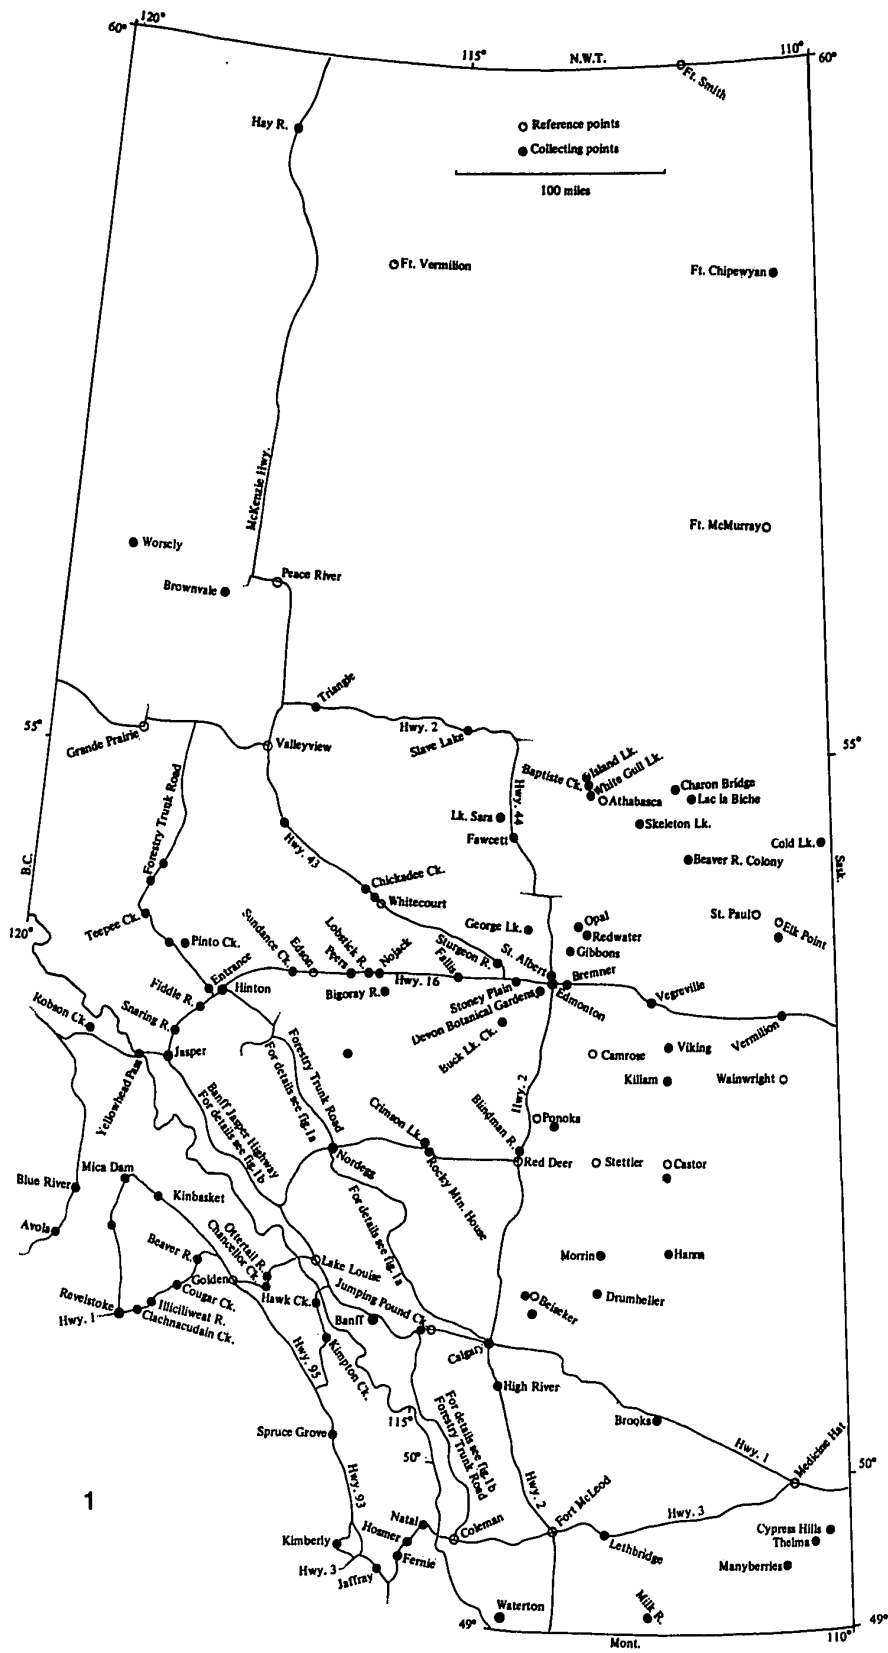 60°
120°
115°
N.W.T.
110°
60°
Ft. Smith
Hay R.
Reference points
Collecting points
100 miles
Ft. Vermilion
Ft. Chipewyan
McKenzie Hwy.
Ft. McMurray
Worsely
Peace River
Brownvale
Triangle
55°
Grande Prairie
Hwy. 2
Slave Lake
Valleyview
55°
Forestry Trunk Road
Baptiste Ck.
Island Lk.
White Gull Lk.
Athabasca
Charon Bridge
Lac la Biche
Hwy. 44
Lk. Sara
Fawcett
Skeleton Lk.
Cold Lk.
Hwy. 43
B.C.
Sask.
Beaver R. Colony
Chickadee Ck.
Whitecourt
120°
Teepee Ck.
Pinto Ck.
Sundance Ck.
Edson
Peers
Lobstick R.
Nojack
George Lk.
Opal
Redwater
Gibbons
St. Paul
Elk Point
Entrance
Hinton
Fiddle R.
Bigoray R.
Hwy. 16
Fallis
Sturgeon R.
St. Albert
Bremner
Stoney Plain
Devon Botanical Gardens
Edmonton
Vegreville
Vermilion
Robson Ck.
Snaring R.
Jasper
Buck Lk. Ck.
Yellowhead Pass
Camrose
Viking
Killam
Wainwright
Forestry Trunk Road
For details see fig.1a
Banff Jasper Highway
For details see fig.1b
Crimson Lk.
Blindman R.
Hwy. 2
Ponoka
Nordegg
Rocky Mtn. House
Red Deer
Stettler
Castor
Mica Dam
Blue River
Kinbasket
Avola
For details see fig.1a
Beaver R.
Ottertail R.
Chancellor Ck.
Lake Louise
Morrin
Hanna
Golden
Cougar Ck.
Hawk Ck.
Jumping Pound Ck.
Revelstoke
Hwy. 1
Illiciliweat R.
Clachnacudain Ck.
Banff
Beiseker
Drumheller
Calgary
Hwy. 95
Kimpton Ck.
High River
115°
Spruce Grove
Brooks
Hwy. 1
Medicine Hat
For details see fig.1b
Forestry Trunk Road
50°
50°
1
Hwy. 93
Hwy. 2
Fort McLeod
Hwy. 3
Natal
Hosmer
Coleman
Kimberly
Fernie
Lethbridge
Cypress Hills
Thelma
Hwy. 3
Jaffray
Manyberries
Waterton
Milk R.
49°
Mont.
110°
49°